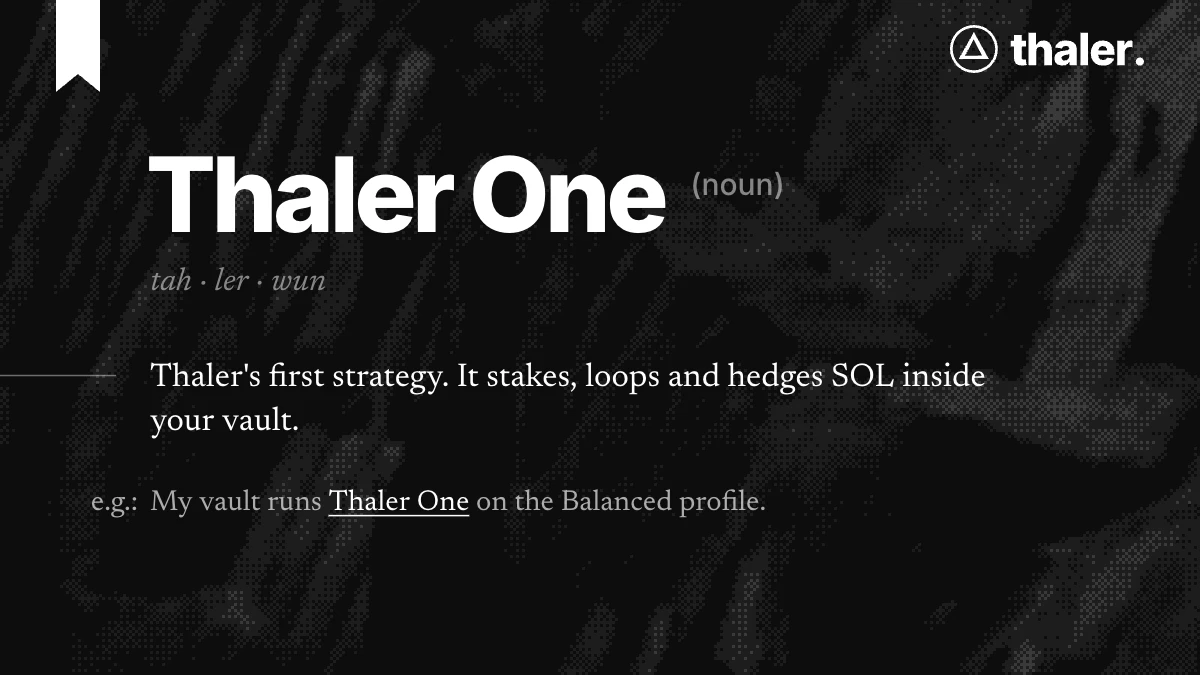 thaler.
Thaler One (noun)
tah · ler · wun
Thaler's first strategy. It stakes, loops and hedges SOL inside
your vault.
e.g.: My vault runs Thaler One on the Balanced profile.